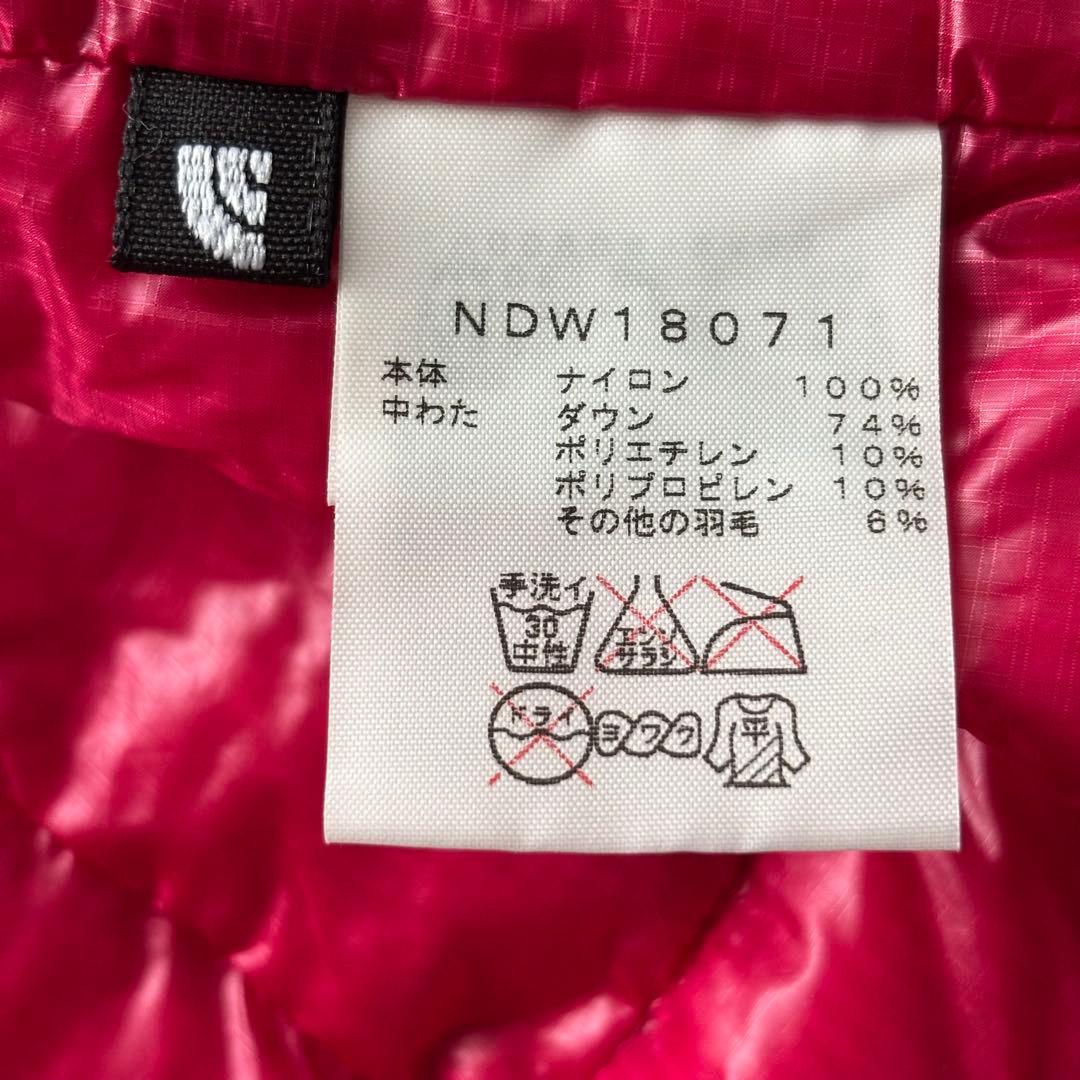 NDW18071
本体 ナイロン 100%
中わた ダウン 74%
ポリエチレン 10%
ポリプロピレン 10%
その他の羽毛 6%
手洗イ
30
中性
エンソ
サラシ
ドライ
ヨワク
平